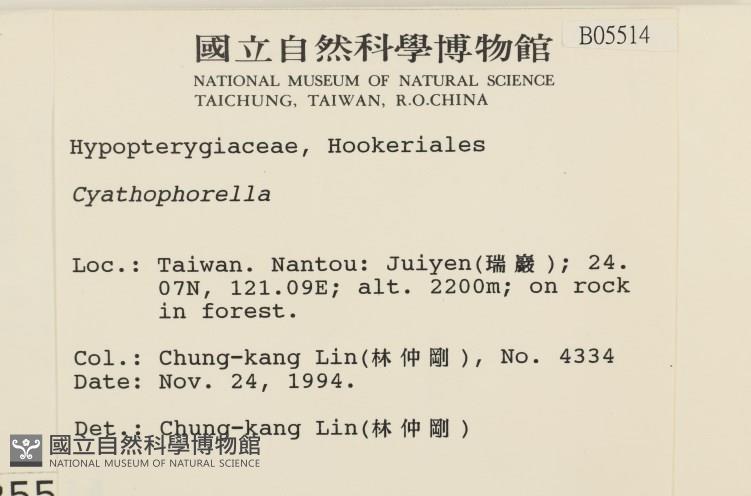 國立自然科學博物館
B05514
NATIONAL MUSEUM OF NATURAL SCIENCE
TAICHUNG, TAIWAN, R.O.CHINA
Hypopterygiaceae, Hookeriales
Cyathophorella
Loc.: Taiwan. Nantou: Juiyen(瑞巖); 24.
07N, 121.09E; alt. 2200m; on rock
in forest.
Col.: Chung-kang Lin(林仲剛), No. 4334
Date: Nov. 24, 1994.
Det.: Chung-kang Lin(林仲剛)
國立自然科學博物館
NATIONAL MUSEUM OF NATURAL SCIENCE